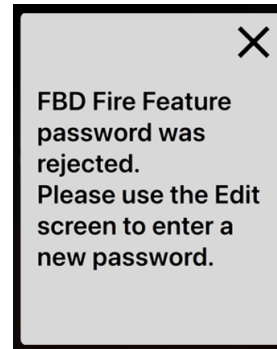 FBD Fire Feature
password was
rejected.
Please use the Edit
screen to enter a
new password.